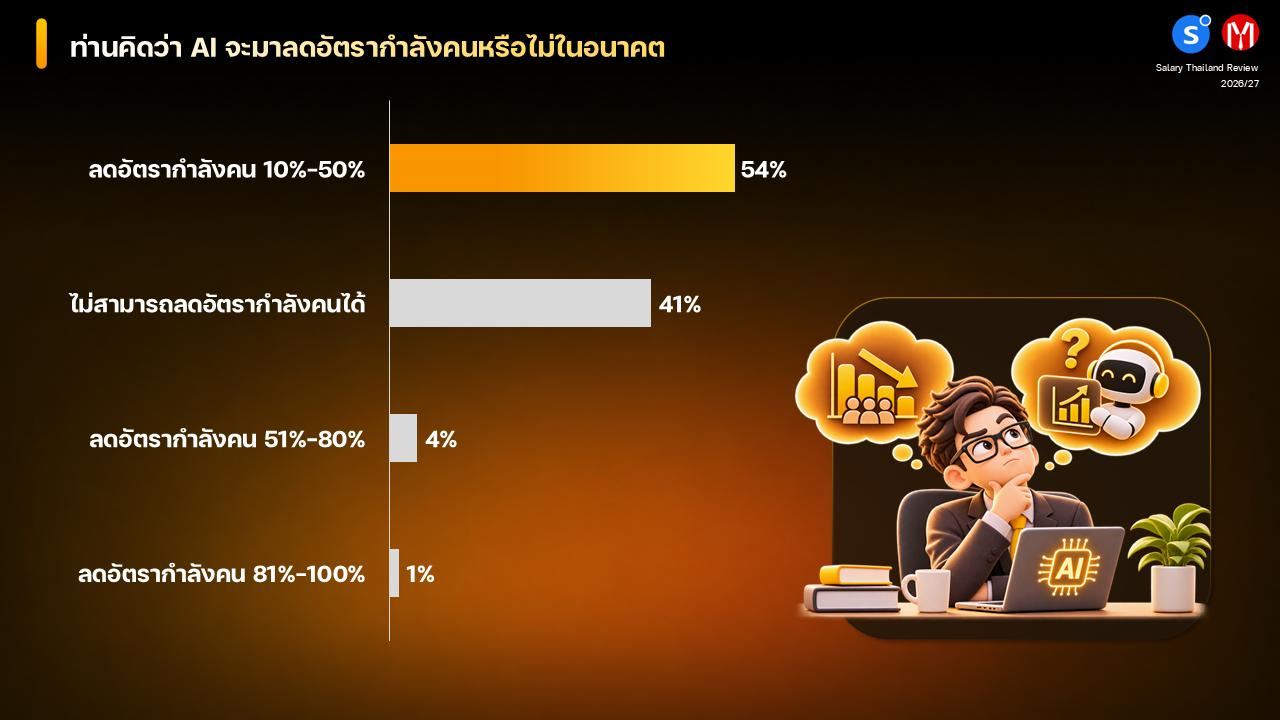 ท่านคิดว่า AI จะมาลดอัตรากำลังคนหรือไม่ในอนาคต
S
Salary Thailand Review
2026/27
ลดอัตรากำลังคน 10%-50% 54%
ไม่สามารถลดอัตรากำลังคนได้ 41%
ลดอัตรากำลังคน 51%-80% 4%
ลดอัตรากำลังคน 81%-100% 1%
?
AI